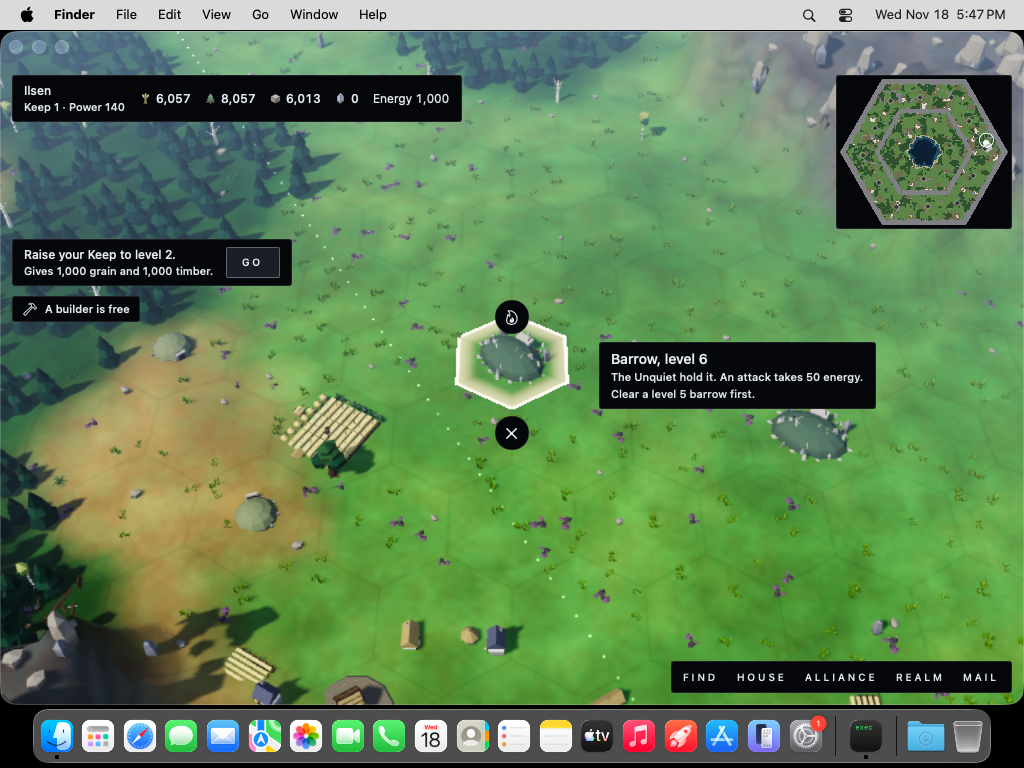 Finder File Edit View Go Window Help Wed Nov 18 5:47 PM
Ilsen
Keep 1 · Power 140
6,057 8,057 6,013 0 Energy 1,000
Raise your Keep to level 2.
Gives 1,000 grain and 1,000 timber.
GO
A builder is free
Barrow, level 6
The Unquiet hold it. An attack takes 50 energy.
Clear a level 5 barrow first.
FIND HOUSE ALLIANCE REALM MAIL
Wed
18
tv
1
exec